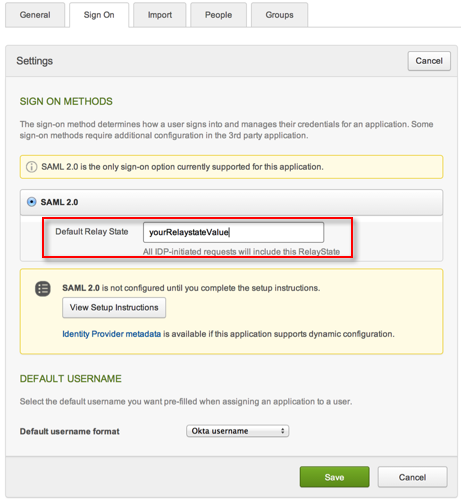 General
Sign On
Import
People
Groups
Settings
Cancel
SIGN ON METHODS
The sign-on method determines how a user signs into and manages their credentials for an application. Some
sign-on methods require additional configuration in the 3rd party application.
SAML 2.0 is the only sign-on option currently supported for this application.
SAML 2.0
Default Relay State
yourRelaystateValue
All IDP-initiated requests will include this RelayState
SAML 2.0 is not configured until you complete the setup instructions.
View Setup Instructions
Identity Provider metadata is available if this application supports dynamic configuration.
DEFAULT USERNAME
Select the default username you want pre-filled when assigning an application to a user.
Default username format
Okta username
Save
Cancel